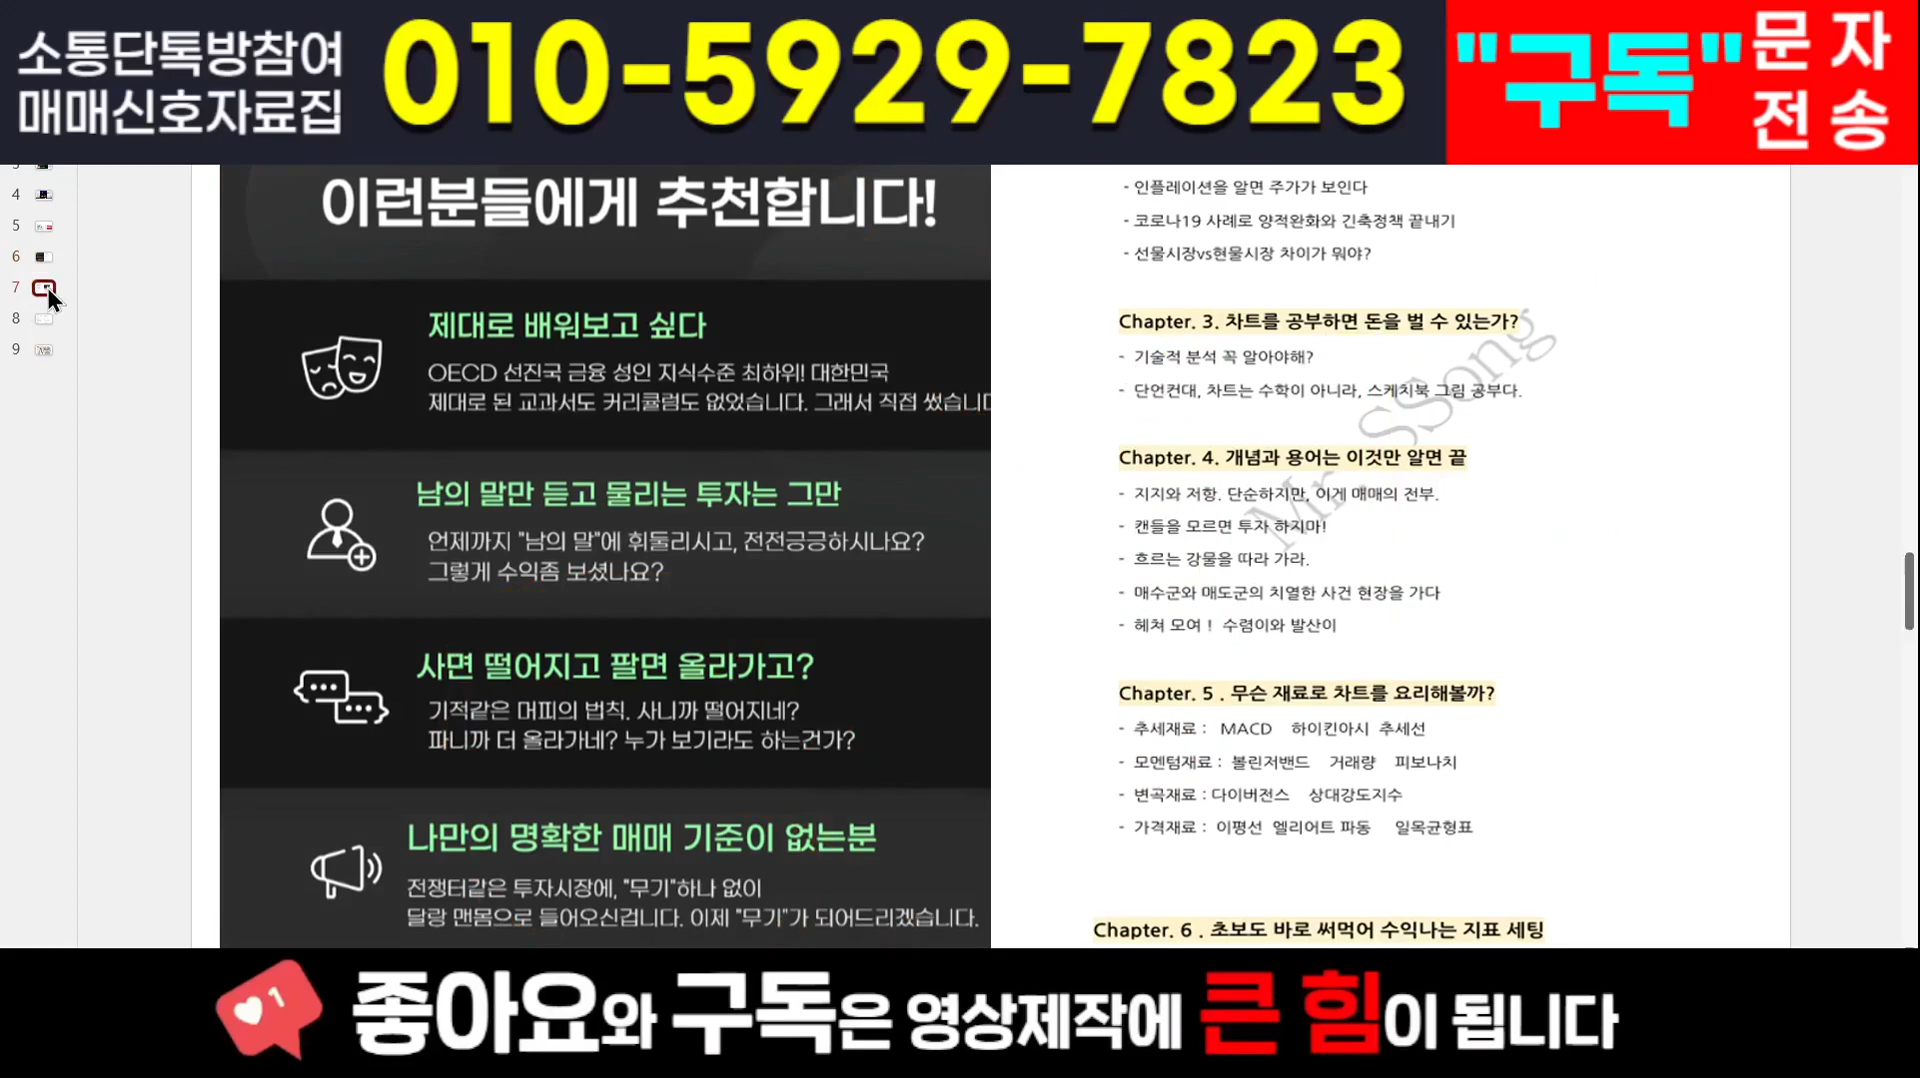 소통단톡방참여
매매신호자료집
010-5929-7823
"구독"
문자
전송
4
5
6
7
8
9
이런분들에게 추천합니다!
제대로 배워보고 싶다
OECD 선진국 금융 성인 지식수준 최하위! 대한민국
제대로 된 교과서도 커리큘럼도 없었습니다. 그래서 직접 썼습니다
남의 말만 듣고 물리는 투자는 그만
언제까지 "남의 말"에 휘둘리시고, 전전긍긍하시나요?
그렇게 수익좀 보셨나요?
사면 떨어지고 팔면 올라가고?
기적같은 머피의 법칙. 사니까 떨어지네?
파니까 더 올라가네? 누가 보기라도 하는건가?
나만의 명확한 매매 기준이 없는분
전쟁터같은 투자시장에, "무기"하나 없이
달랑 맨몸으로 들어오신겁니다. 이제 "무기"가 되어드리겠습니다.
- 인플레이션을 알면 주가가 보인다
- 코로나19 사례로 양적완화와 긴축정책 끝내기
- 선물시장vs현물시장 차이가 뭐야?
Chapter. 3. 차트를 공부하면 돈을 벌 수 있는가?
- 기술적 분석 꼭 알아야해?
- 단언컨대, 차트는 수학이 아니라, 스케치북 그림 공부다.
Chapter. 4. 개념과 용어는 이것만 알면 끝
- 지지와 저항. 단순하지만, 이게 매매의 전부.
- 캔들을 모르면 투자 하지마!
- 흐르는 강물을 따라 가라.
- 매수군와 매도군의 치열한 사건 현장을 가다
- 헤쳐 모여 ! 수렴이와 발산이
Chapter. 5 . 무슨 재료로 차트를 요리해볼까?
- 추세재료 : MACD 하이킨아시 추세선
- 모멘텀재료 : 볼린저밴드 거래량 피보나치
- 변곡재료 : 다이버전스 상대강도지수
- 가격재료 : 이평선 엘리어트 파동 일목균형표
Chapter. 6 . 초보도 바로 써먹어 수익나는 지표 세팅
Mr. SSong
1
좋아요와 구독은 영상제작에 큰 힘이 됩니다